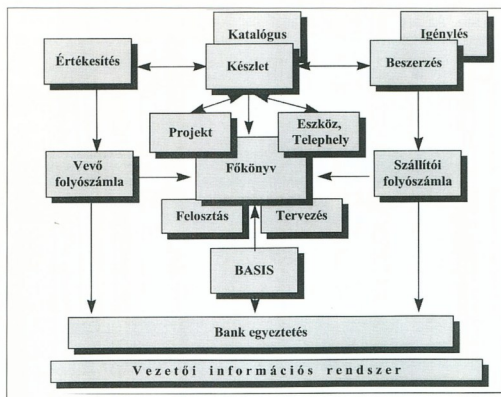 Katalógus
Igénylés
Értékesítés
Készlet
Beszerzés
Projekt
Eszköz,
Telephely
Vevő
folyószámla
Főkönyv
Szállítói
folyószámla
Felosztás
Tervezés
BASIS
Bank egyeztetés
Vezetői információs rendszer